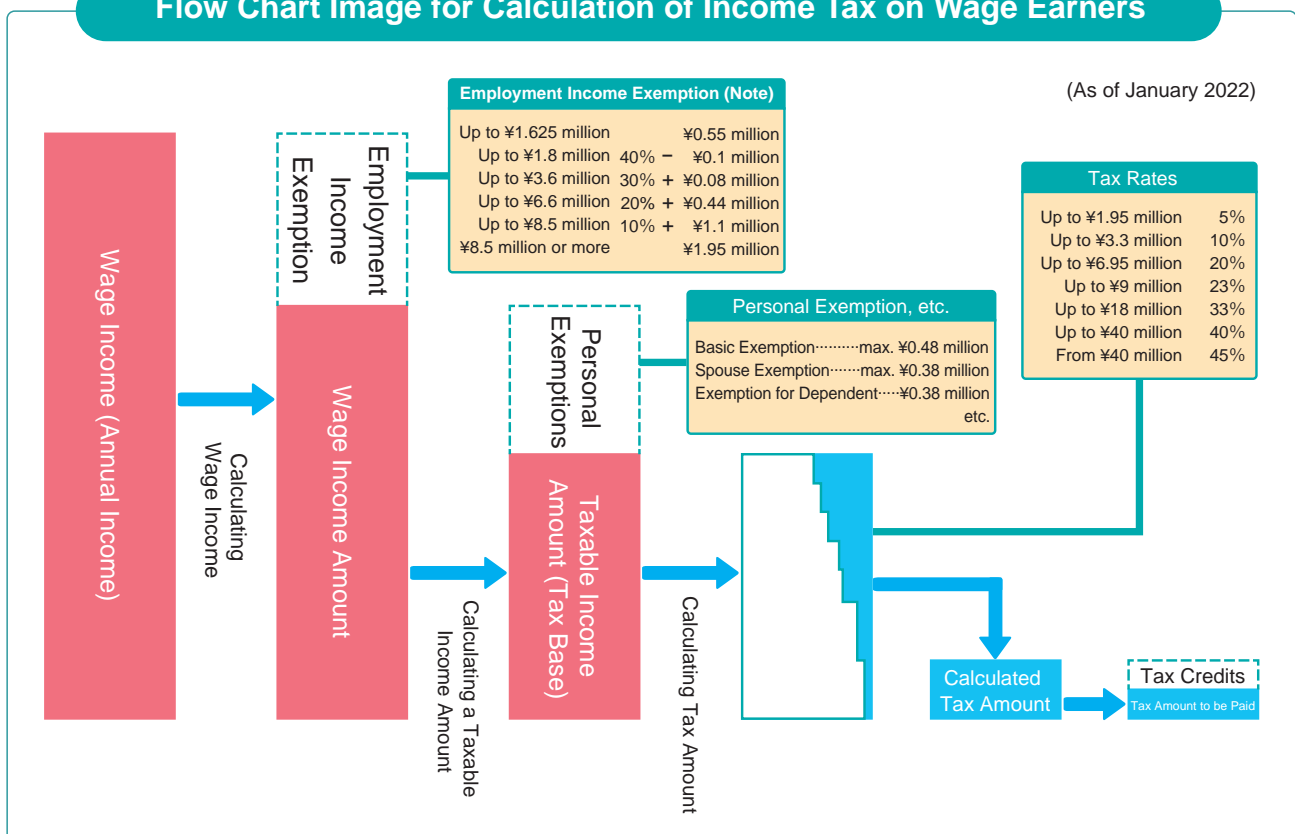 Flow Chart Image for Calculation of Income Tax on Wage Earners
(As of January 2022)
Employment Income Exemption (Note)
Up to ¥1.625 million ¥0.55 million
Up to ¥1.8 million 40% − ¥0.1 million
Up to ¥3.6 million 30% + ¥0.08 million
Up to ¥6.6 million 20% + ¥0.44 million
Up to ¥8.5 million 10% + ¥1.1 million
¥8.5 million or more ¥1.95 million
Tax Rates
Up to ¥1.95 million 5%
Up to ¥3.3 million 10%
Up to ¥6.95 million 20%
Up to ¥9 million 23%
Up to ¥18 million 33%
Up to ¥40 million 40%
From ¥40 million 45%
Personal Exemption, etc.
Basic Exemption··········max. ¥0.48 million
Spouse Exemption·······max. ¥0.38 million
Exemption for Dependent·····¥0.38 million
etc.
Wage Income (Annual Income)
Calculating
Wage Income
Employment
Income
Exemption
Wage Income Amount
Calculating a Taxable
Income Amount
Personal
Exemptions
Taxable Income
Amount (Tax Base)
Calculating Tax Amount
Calculated
Tax Amount
Tax Credits
Tax Amount to be Paid